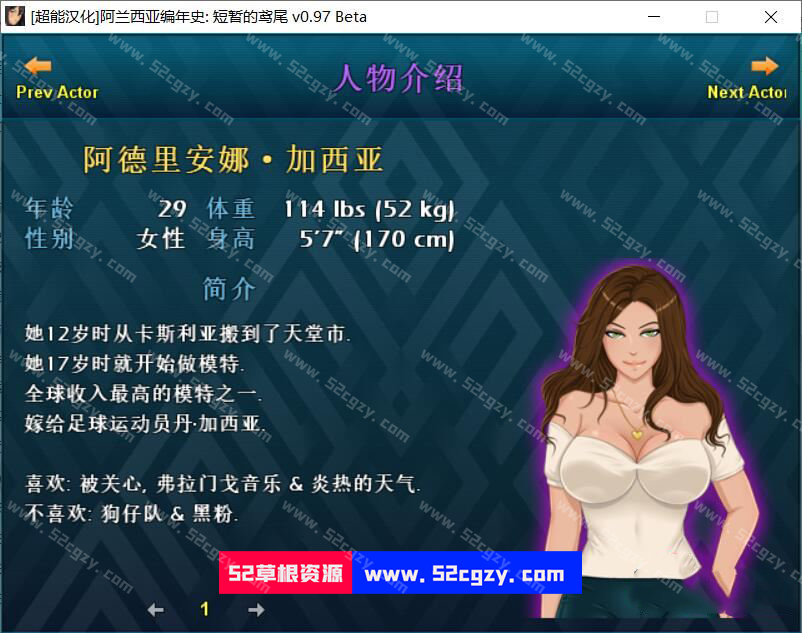 [超能汉化]阿兰西亚编年史: 短暂的鸢尾 v0.97 Beta
Prev Actor
人物介绍
Next Actor
阿德里安娜·加西亚
年龄 29 体重 114 lbs (52 kg)
性别 女性 身高 5'7" (170 cm)
简介
她12岁时从卡斯利亚搬到了天堂市.
她17岁时就开始做模特.
全球收入最高的模特之一.
嫁给足球运动员丹·加西亚.
喜欢: 被关心, 弗拉门戈音乐 & 炎热的天气.
不喜欢: 狗仔队 & 黑粉.
52草根资源 www.52cgzy.com
1
www.52cgzy.com